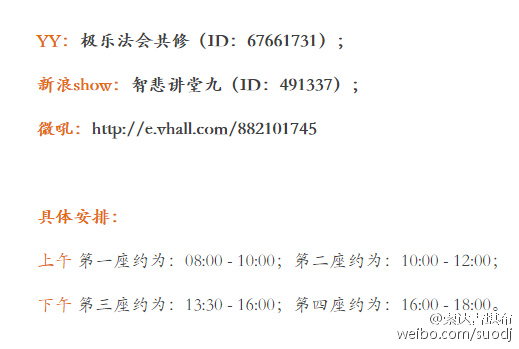 YY：极乐法会共修（ID：67661731）；
新浪show：智悲讲堂九（ID：491337）；
微吼：http://e.vhall.com/882101745
具体安排：
上午 第一座约为：08:00 - 10:00；第二座约为：10:00 - 12:00；
下午 第三座约为：13:30 - 16:00；第四座约为：16:00 - 18:00。
@索达吉堪布
weibo.com/suodj